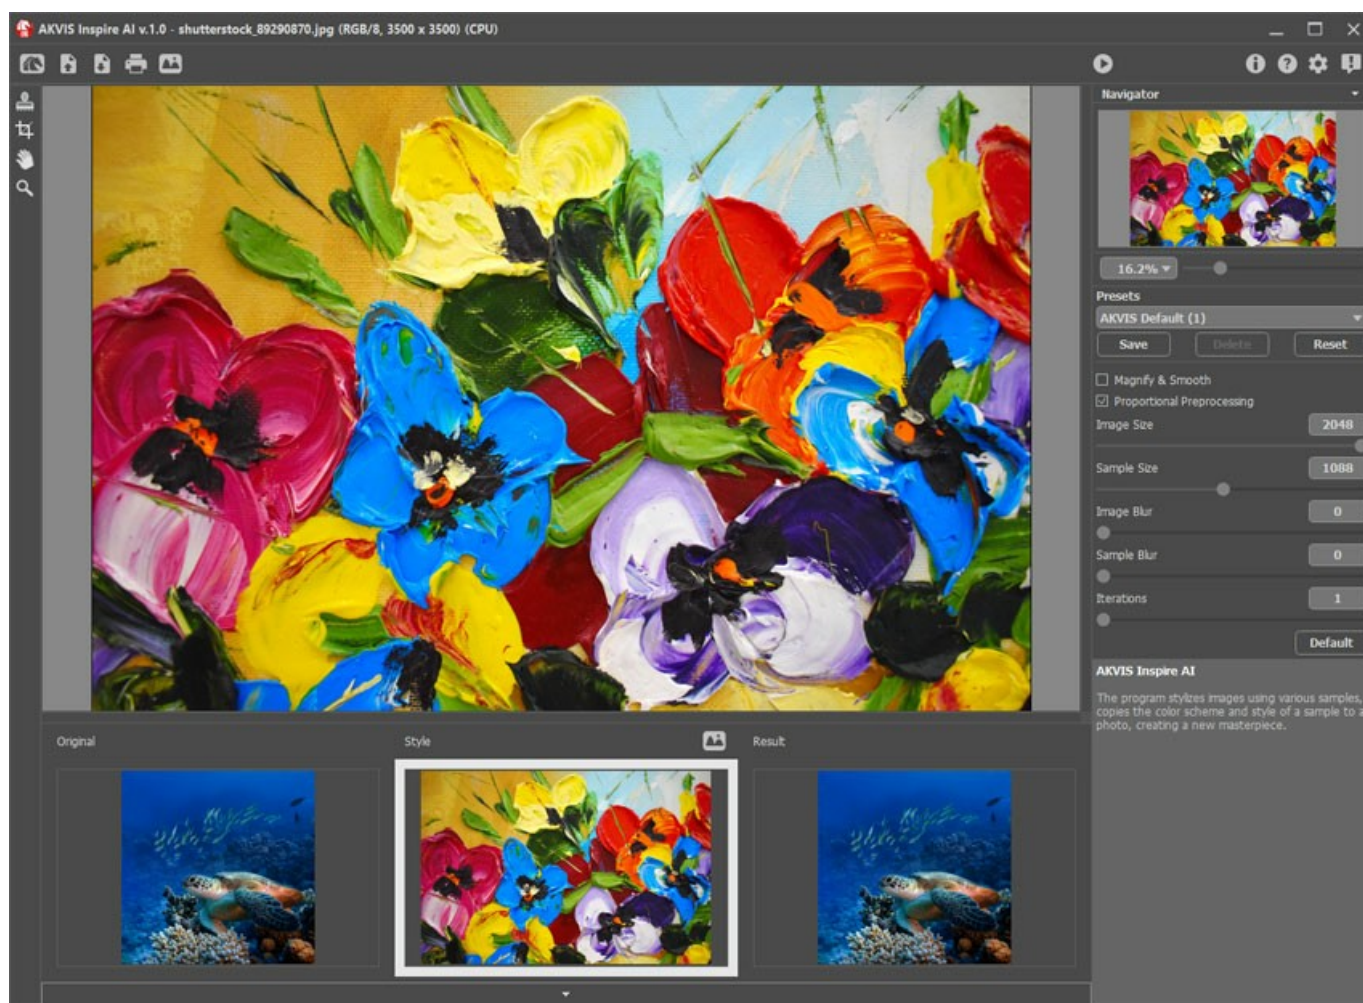 AKVIS Inspire AI v.1.0 - shutterstock_89290870.jpg (RGB/8, 3500 x 3500) (CPU)
Navigator
16.2%
Presets
AKVIS Default (1)
Save Delete Reset
Magnify & Smooth
Proportional Preprocessing
Image Size 2048
Sample Size 1088
Image Blur 0
Sample Blur 0
Iterations 1
Default
AKVIS Inspire AI
The program stylizes images using various samples,
copies the color scheme and style of a sample to a
photo, creating a new masterpiece.
Original Style Result